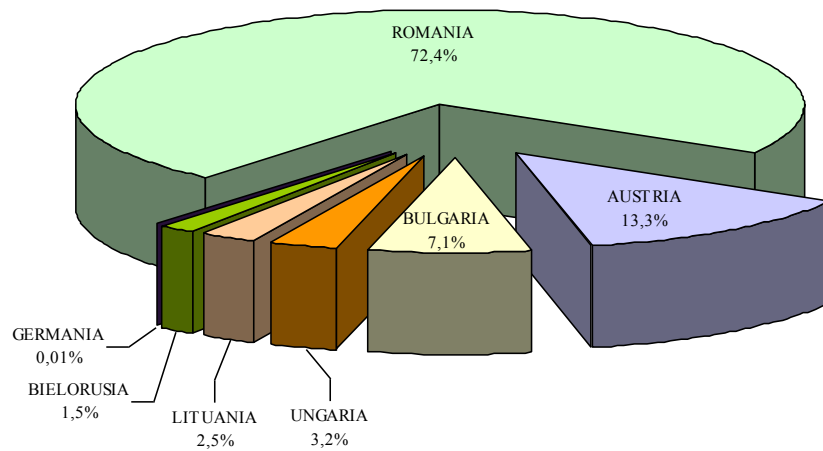 ROMANIA
72,4%
AUSTRIA
13,3%
BULGARIA
7,1%
GERMANIA
0,01%
BIELORUSIA
1,5%
LITUANIA
2,5%
UNGARIA
3,2%